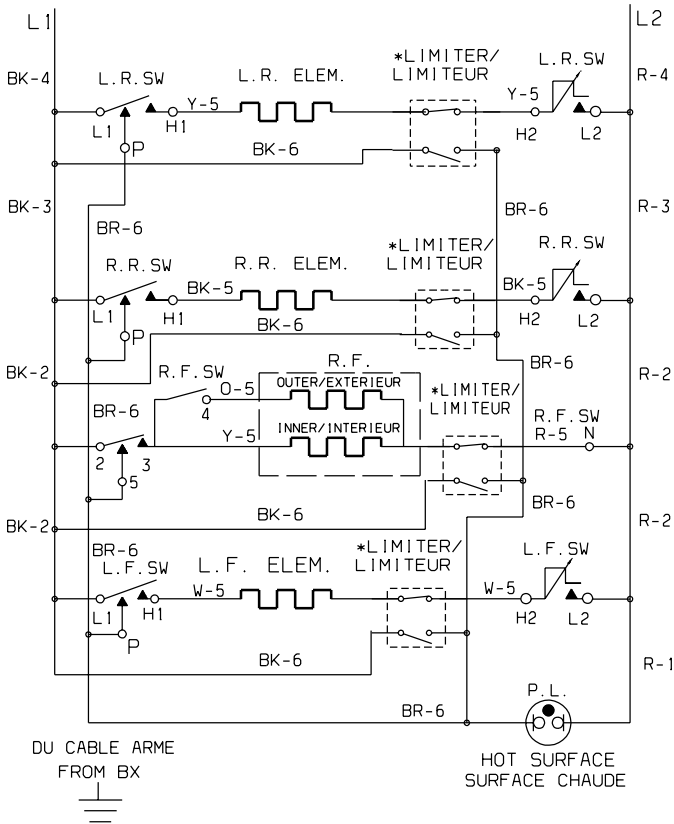 L1
L2
*LIMITER/
LIMITEUR
L.R.SW
BK-4
L.R.SW
L.R. ELEM.
R-4
Y-5
Y-5
L1
H1
H2
L2
P
BK-6
BK-3
BR-6
R-3
BR-6
*LIMITER/
LIMITEUR
R.R.SW
R.R.SW
R.R. ELEM.
BK-5
BK-5
L1
H1
H2
L2
BK-6
P
R.F.
BR-6
BK-2
R.F.SW
R-2
OUTER/EXTERIEUR
O-5
*LIMITER/
LIMITEUR
BR-6
4
R.F.SW
INNER/INTERIEUR
Y-5
R-5
N
2
3
5
BR-6
BK-6
BK-2
R-2
BR-6
*LIMITER/
LIMITEUR
L.F.SW
L.F. ELEM.
L.F.SW
W-5
W-5
L1
H1
H2
L2
P
BK-6
R-1
P.L.
BR-6
DU CABLE ARME
FROM BX
HOT SURFACE
SURFACE CHAUDE